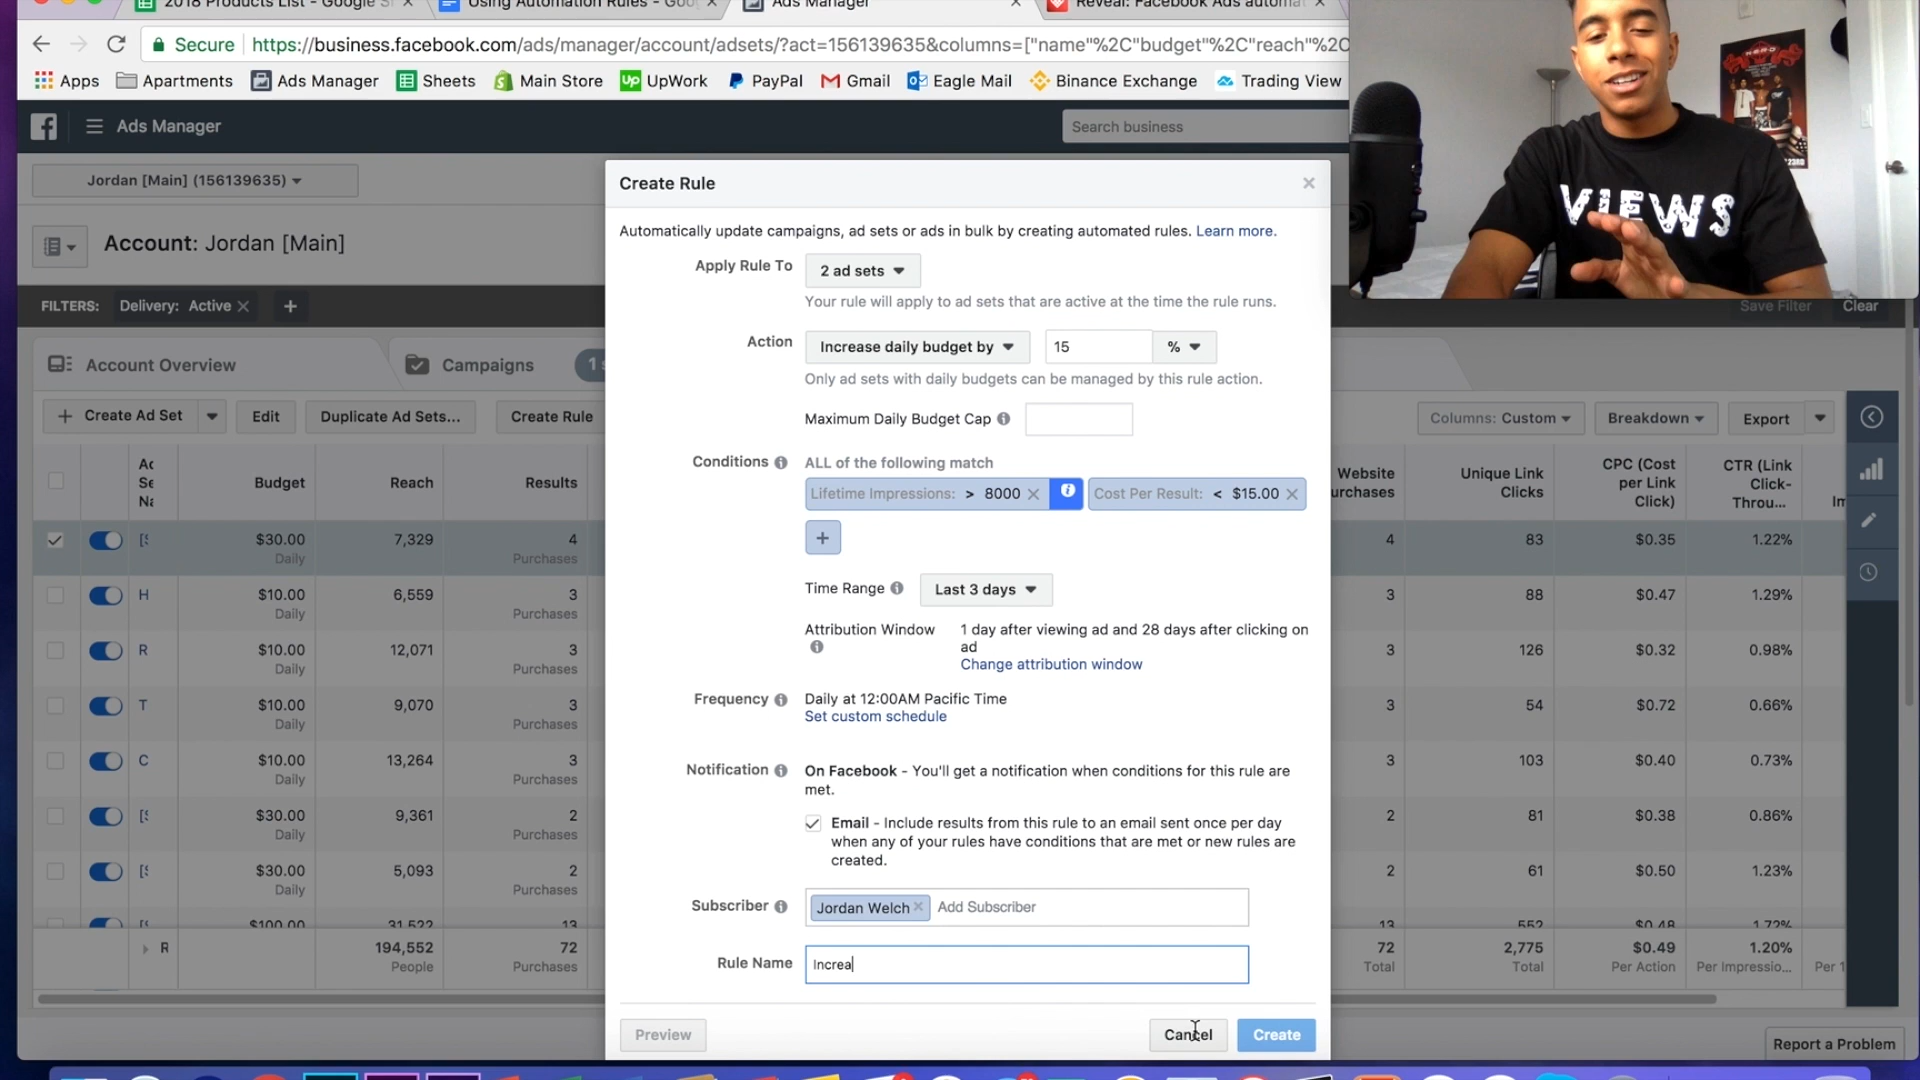 2018 Products List - Google S
Using Automation Rules - Goo
Ads Manager
Reveal: Facebook Ads automat
Secure
https://business.facebook.com/ads/manager/account/adsets/?act=156139635&columns=["name"%2C"budget"%2C"reach"%2C
Apps
Apartments
Ads Manager
Sheets
Main Store
Up UpWork
PayPal
Gmail
Eagle Mail
Binance Exchange
Trading View
Ads Manager
Search business
VIEWS
Jordan [Main] (156139635)
Account: Jordan [Main]
FILTERS: Delivery: Active
Save Filter
Clear
Account Overview
Campaigns
1 s
Create Ad Set
Edit
Duplicate Ad Sets...
Create Rule
Columns: Custom
Breakdown
Export
Budget
Reach
Results
Website
urchases
Unique Link
Clicks
CPC (Cost
per Link
Click)
CTR (Link
Click-
Throu...
$30.00 7,329 4 4 83 $0.35 1.22%
Daily Purchases
H $10.00 6,559 3 3 88 $0.47 1.29%
Daily Purchases
R $10.00 12,071 3 3 126 $0.32 0.98%
Daily Purchases
T $10.00 9,070 3 3 54 $0.72 0.66%
Daily Purchases
C $10.00 13,264 3 3 103 $0.40 0.73%
Daily Purchases
$30.00 9,361 2 2 81 $0.38 0.86%
Daily Purchases
$30.00 5,093 2 2 61 $0.50 1.23%
Daily Purchases
$100.00 31,522 13 13 552 $0.48 1.72%
R 194,552 72 72 2,775 $0.49 1.20%
People Purchases Total Total Per Action Per Impressio... Per 1
Create Rule
Automatically update campaigns, ad sets or ads in bulk by creating automated rules. Learn more.
Apply Rule To 2 ad sets
Your rule will apply to ad sets that are active at the time the rule runs.
Action Increase daily budget by 15 %
Only ad sets with daily budgets can be managed by this rule action.
Maximum Daily Budget Cap
Conditions ALL of the following match
Lifetime Impressions: > 8000
Cost Per Result: < $15.00
+
Time Range Last 3 days
Attribution Window 1 day after viewing ad and 28 days after clicking on
ad
Change attribution window
Frequency Daily at 12:00AM Pacific Time
Set custom schedule
Notification On Facebook - You'll get a notification when conditions for this rule are
met.
Email - Include results from this rule to an email sent once per day
when any of your rules have conditions that are met or new rules are
created.
Subscriber Jordan Welch Add Subscriber
Rule Name Increa
Preview
Cancel
Create
Report a Problem